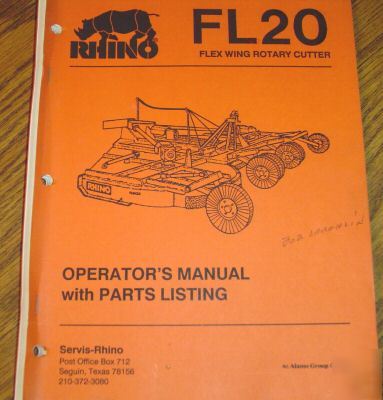 RHINO
FL20
FLEX WING ROTARY CUTTER
RHINO
OPERATOR'S MANUAL
with PARTS LISTING
Servis-Rhino
Post Office Box 712
Seguin, Texas 78156
210-372-3080
Alamo Group